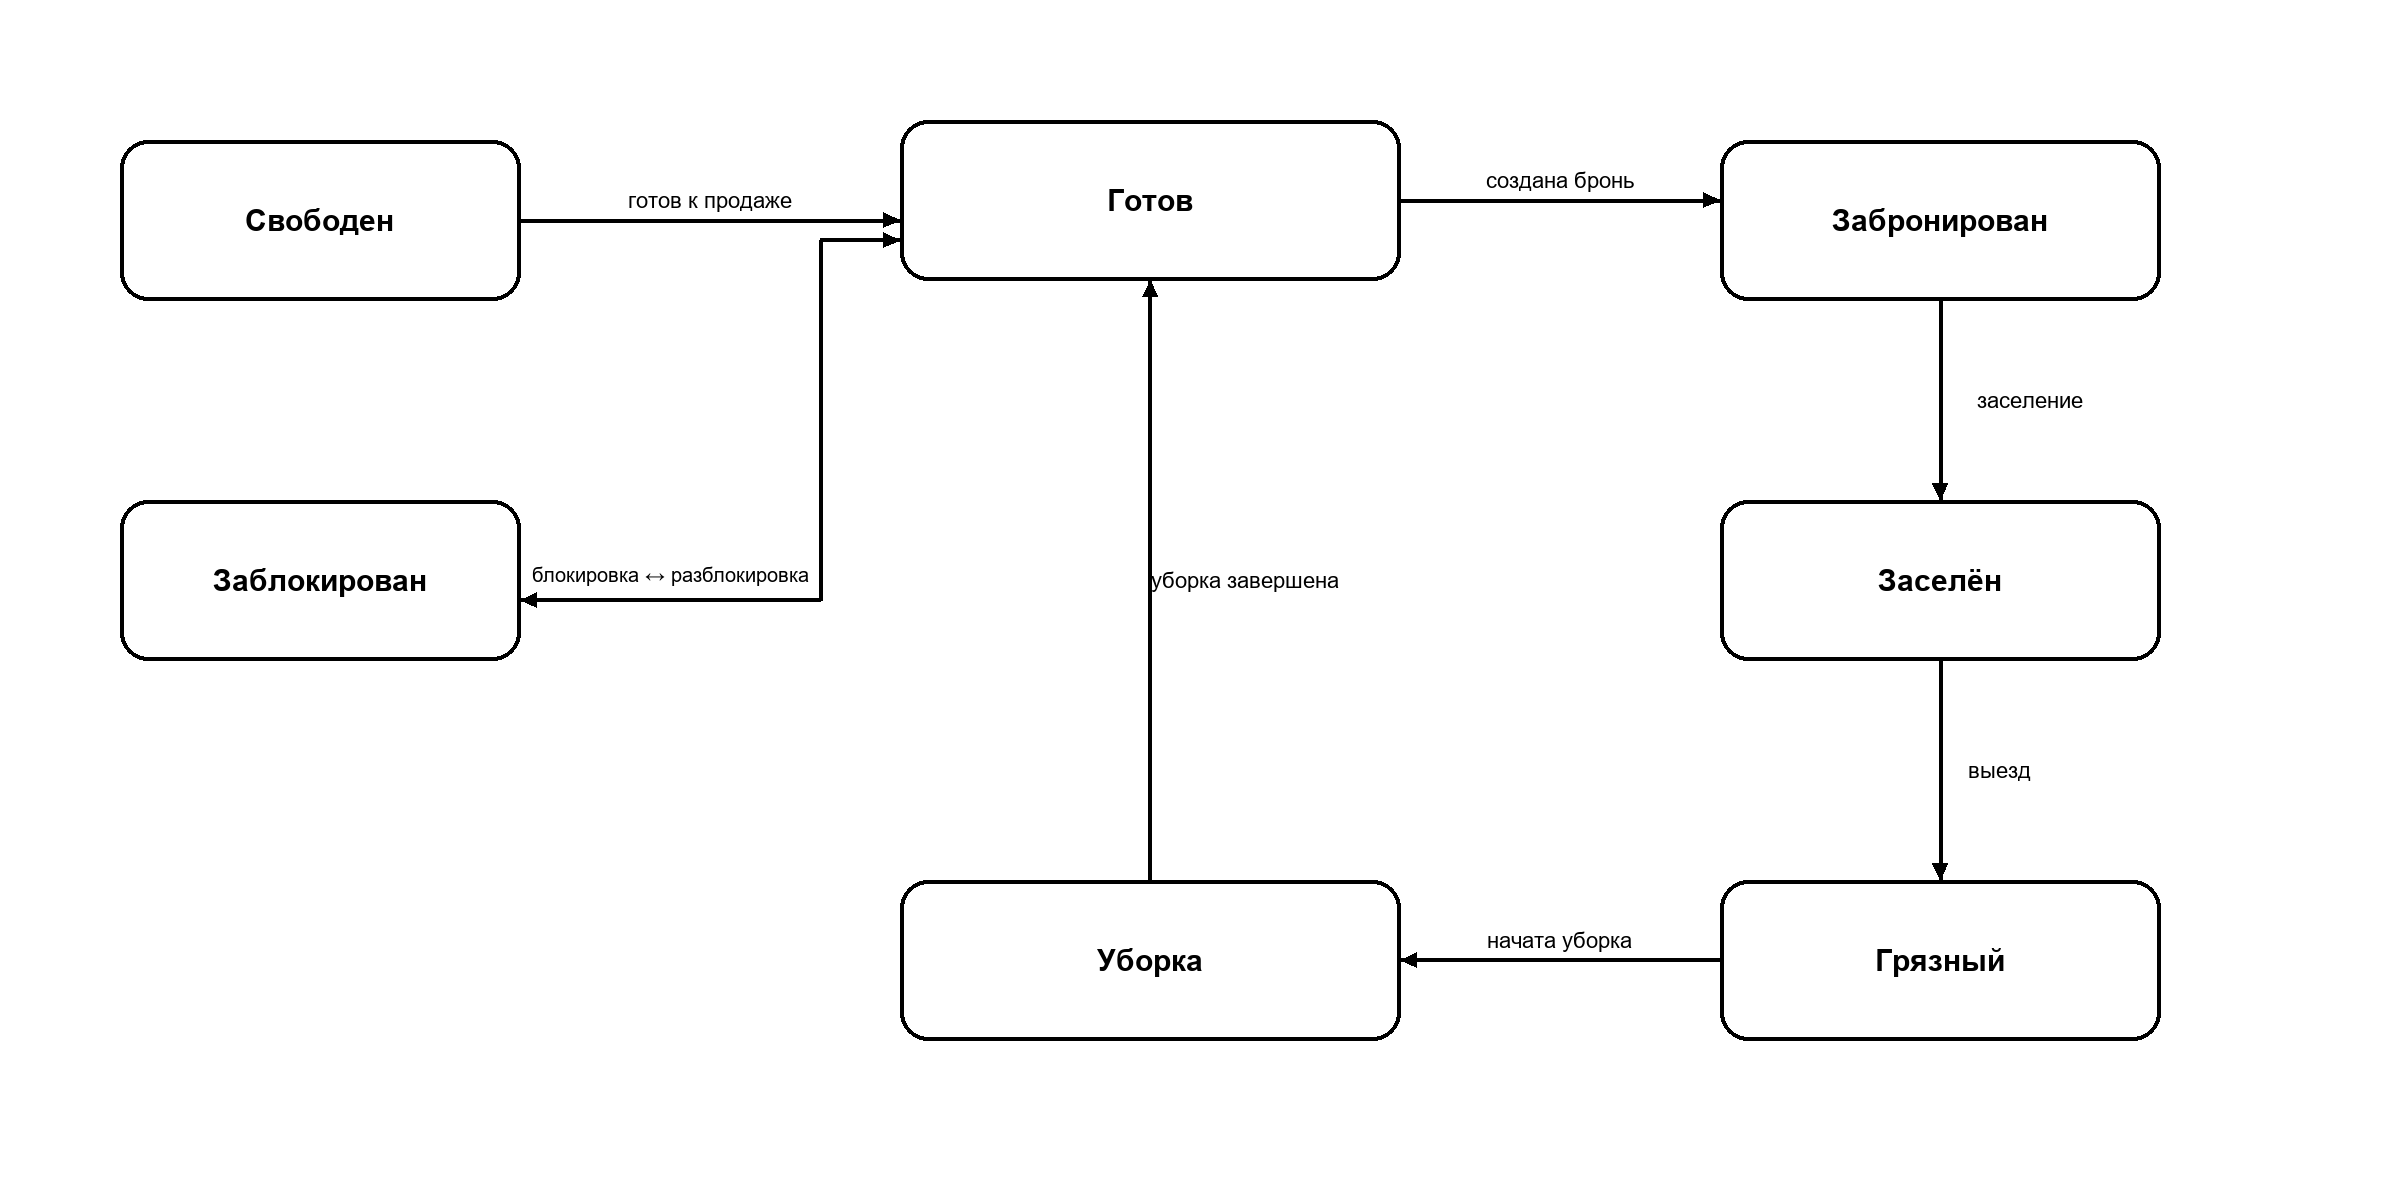 Свободен
готов к продаже
Готов
создана бронь
Забронирован
заселение
Заблокирован
блокировка ↔ разблокировка
уборка завершена
Заселён
выезд
Уборка
начата уборка
Грязный